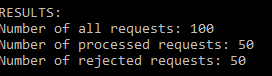 RESULTS:
Number of all requests: 100
Number of processed requests: 50
Number of rejected requests: 50